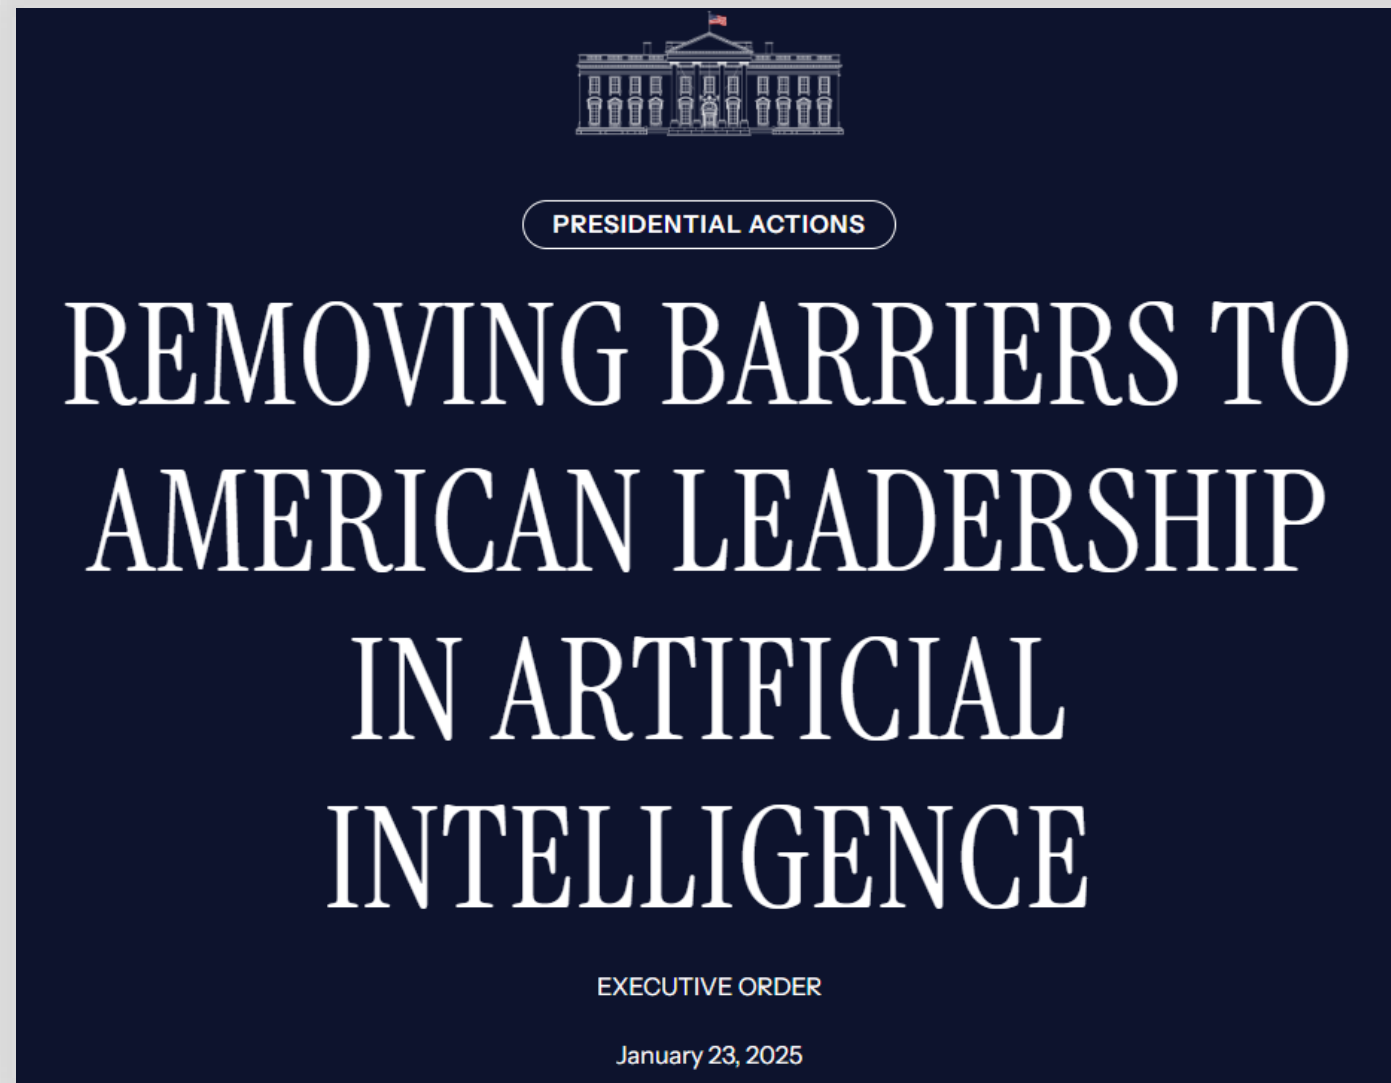 PRESIDENTIAL ACTIONS
REMOVING BARRIERS TO
AMERICAN LEADERSHIP
IN ARTIFICIAL
INTELLIGENCE
EXECUTIVE ORDER
January 23, 2025